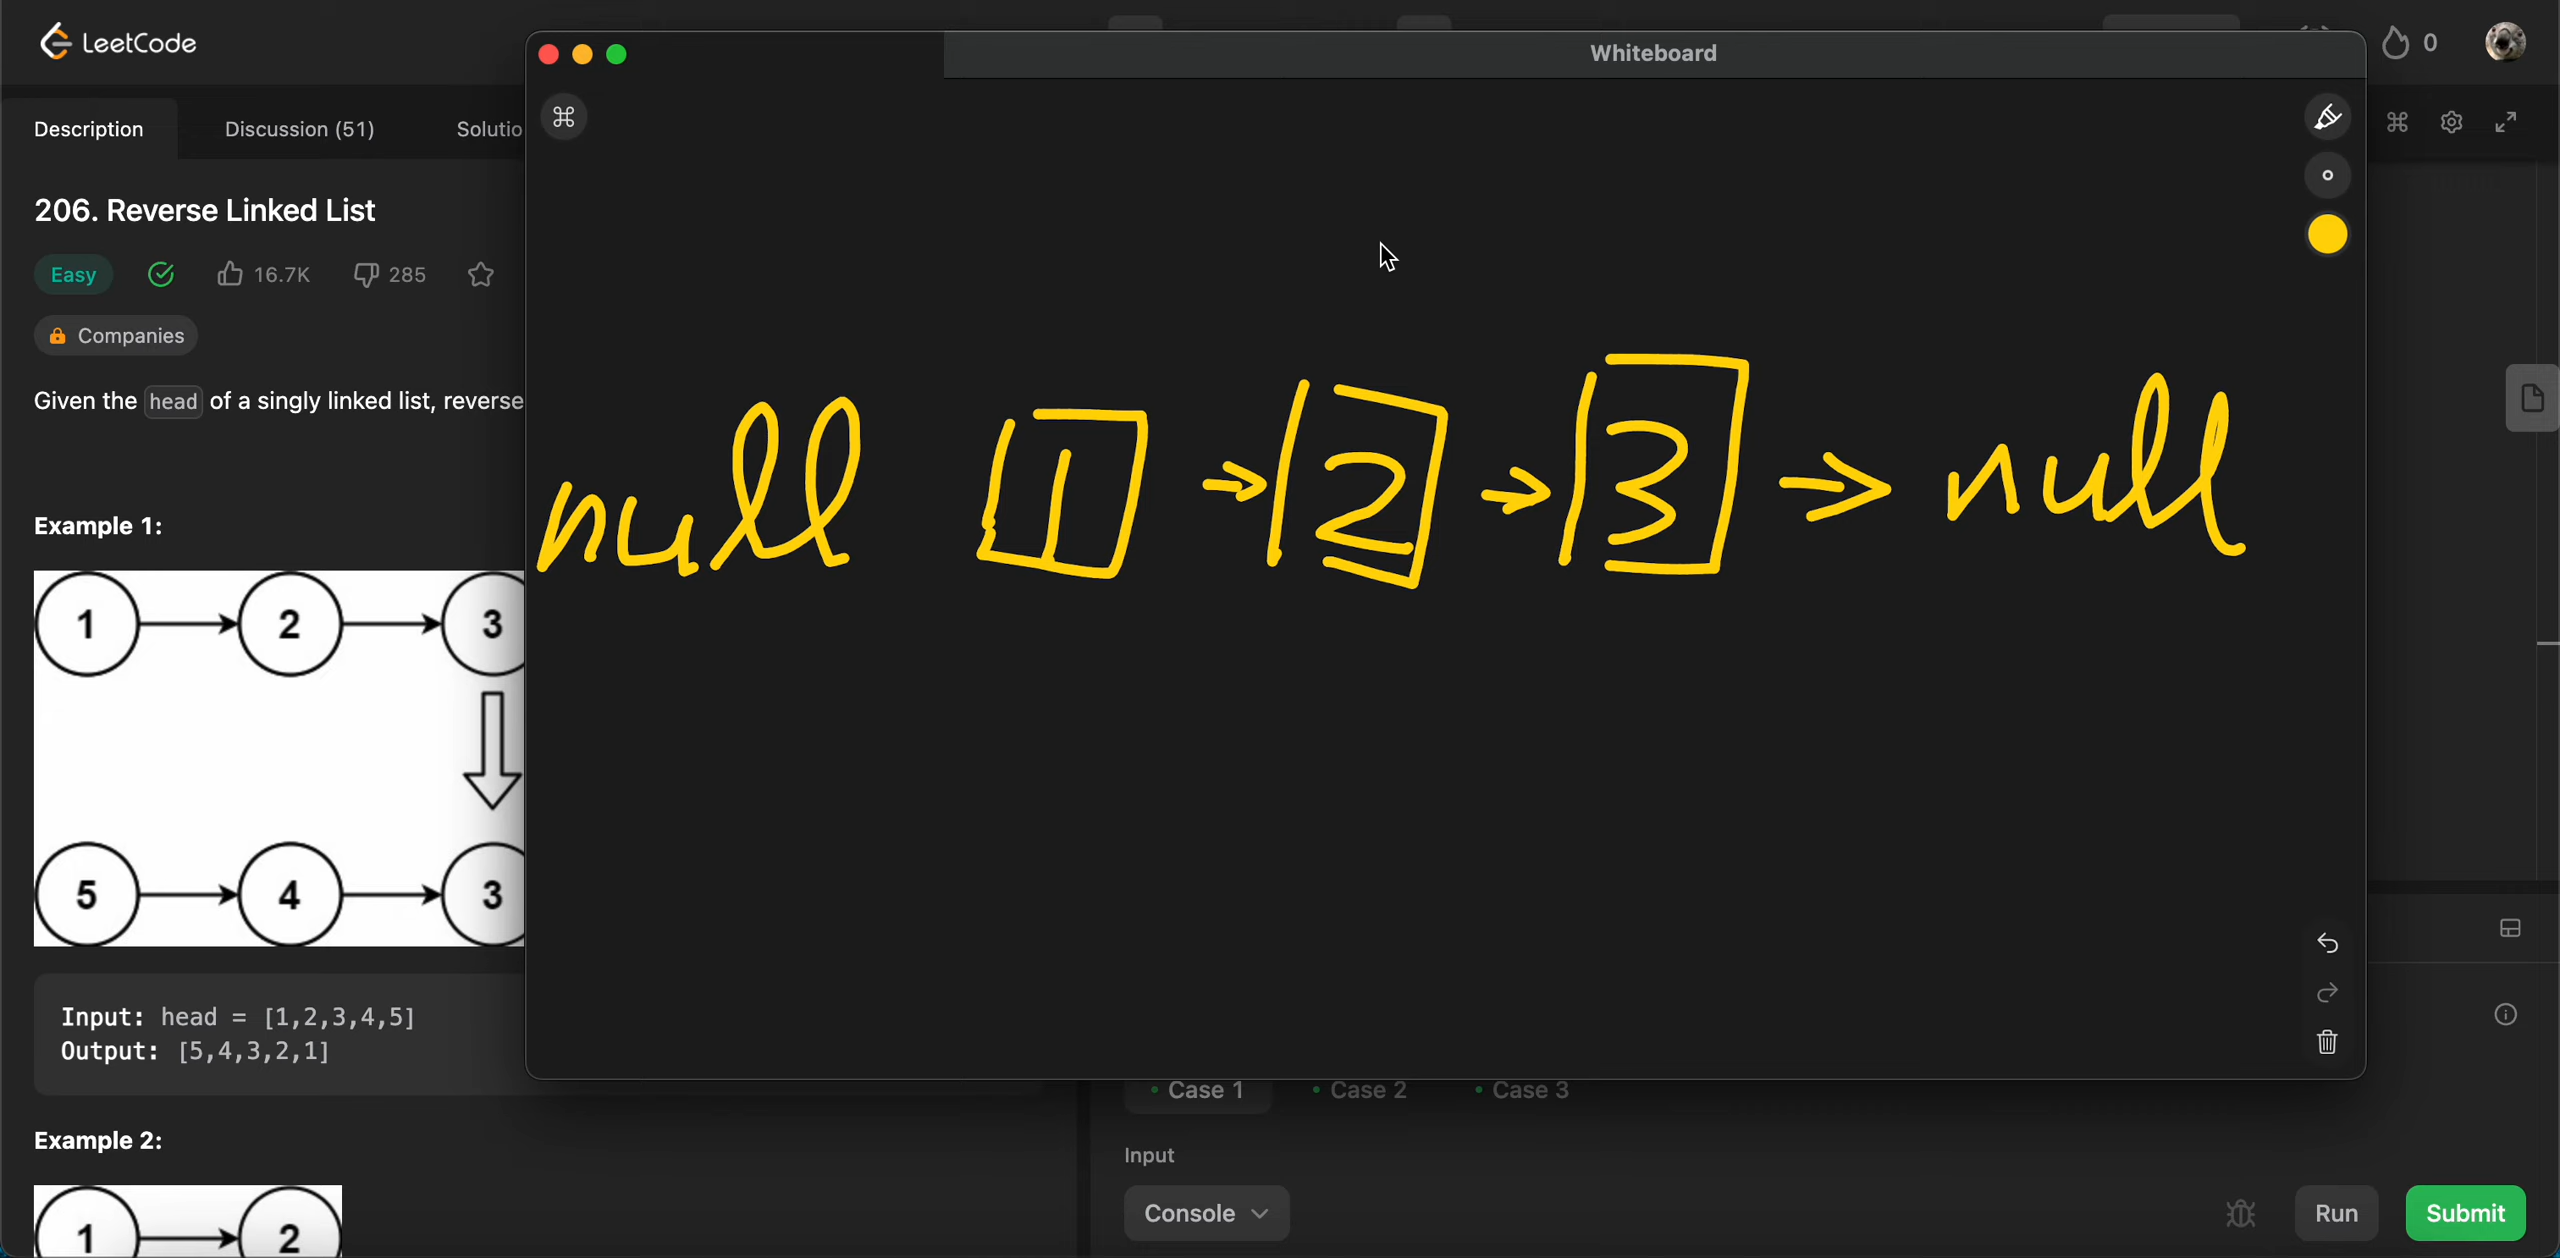 LeetCode
Whiteboard
0
Description
Discussion (51)
Solutio
206. Reverse Linked List
Easy
16.7K
285
Companies
Given the head of a singly linked list, reverse
null 1 → 2 → 3 → null
Example 1:
1 2 3
5 4 3
Input: head = [1,2,3,4,5]
Output: [5,4,3,2,1]
Case 1
Case 2
Case 3
Example 2:
Input
1 2
Console
Run
Submit